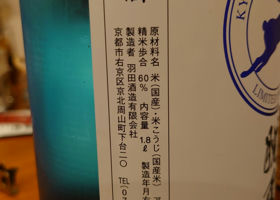 原材料名 米(国産)・米こうじ(国産米)
精米歩合 60% 内容量 1.8ℓ 製造年月
製造者 羽田酒造有限会社
京都市右京区京北周山町下台二〇
TEL(0
KY
LIMITED